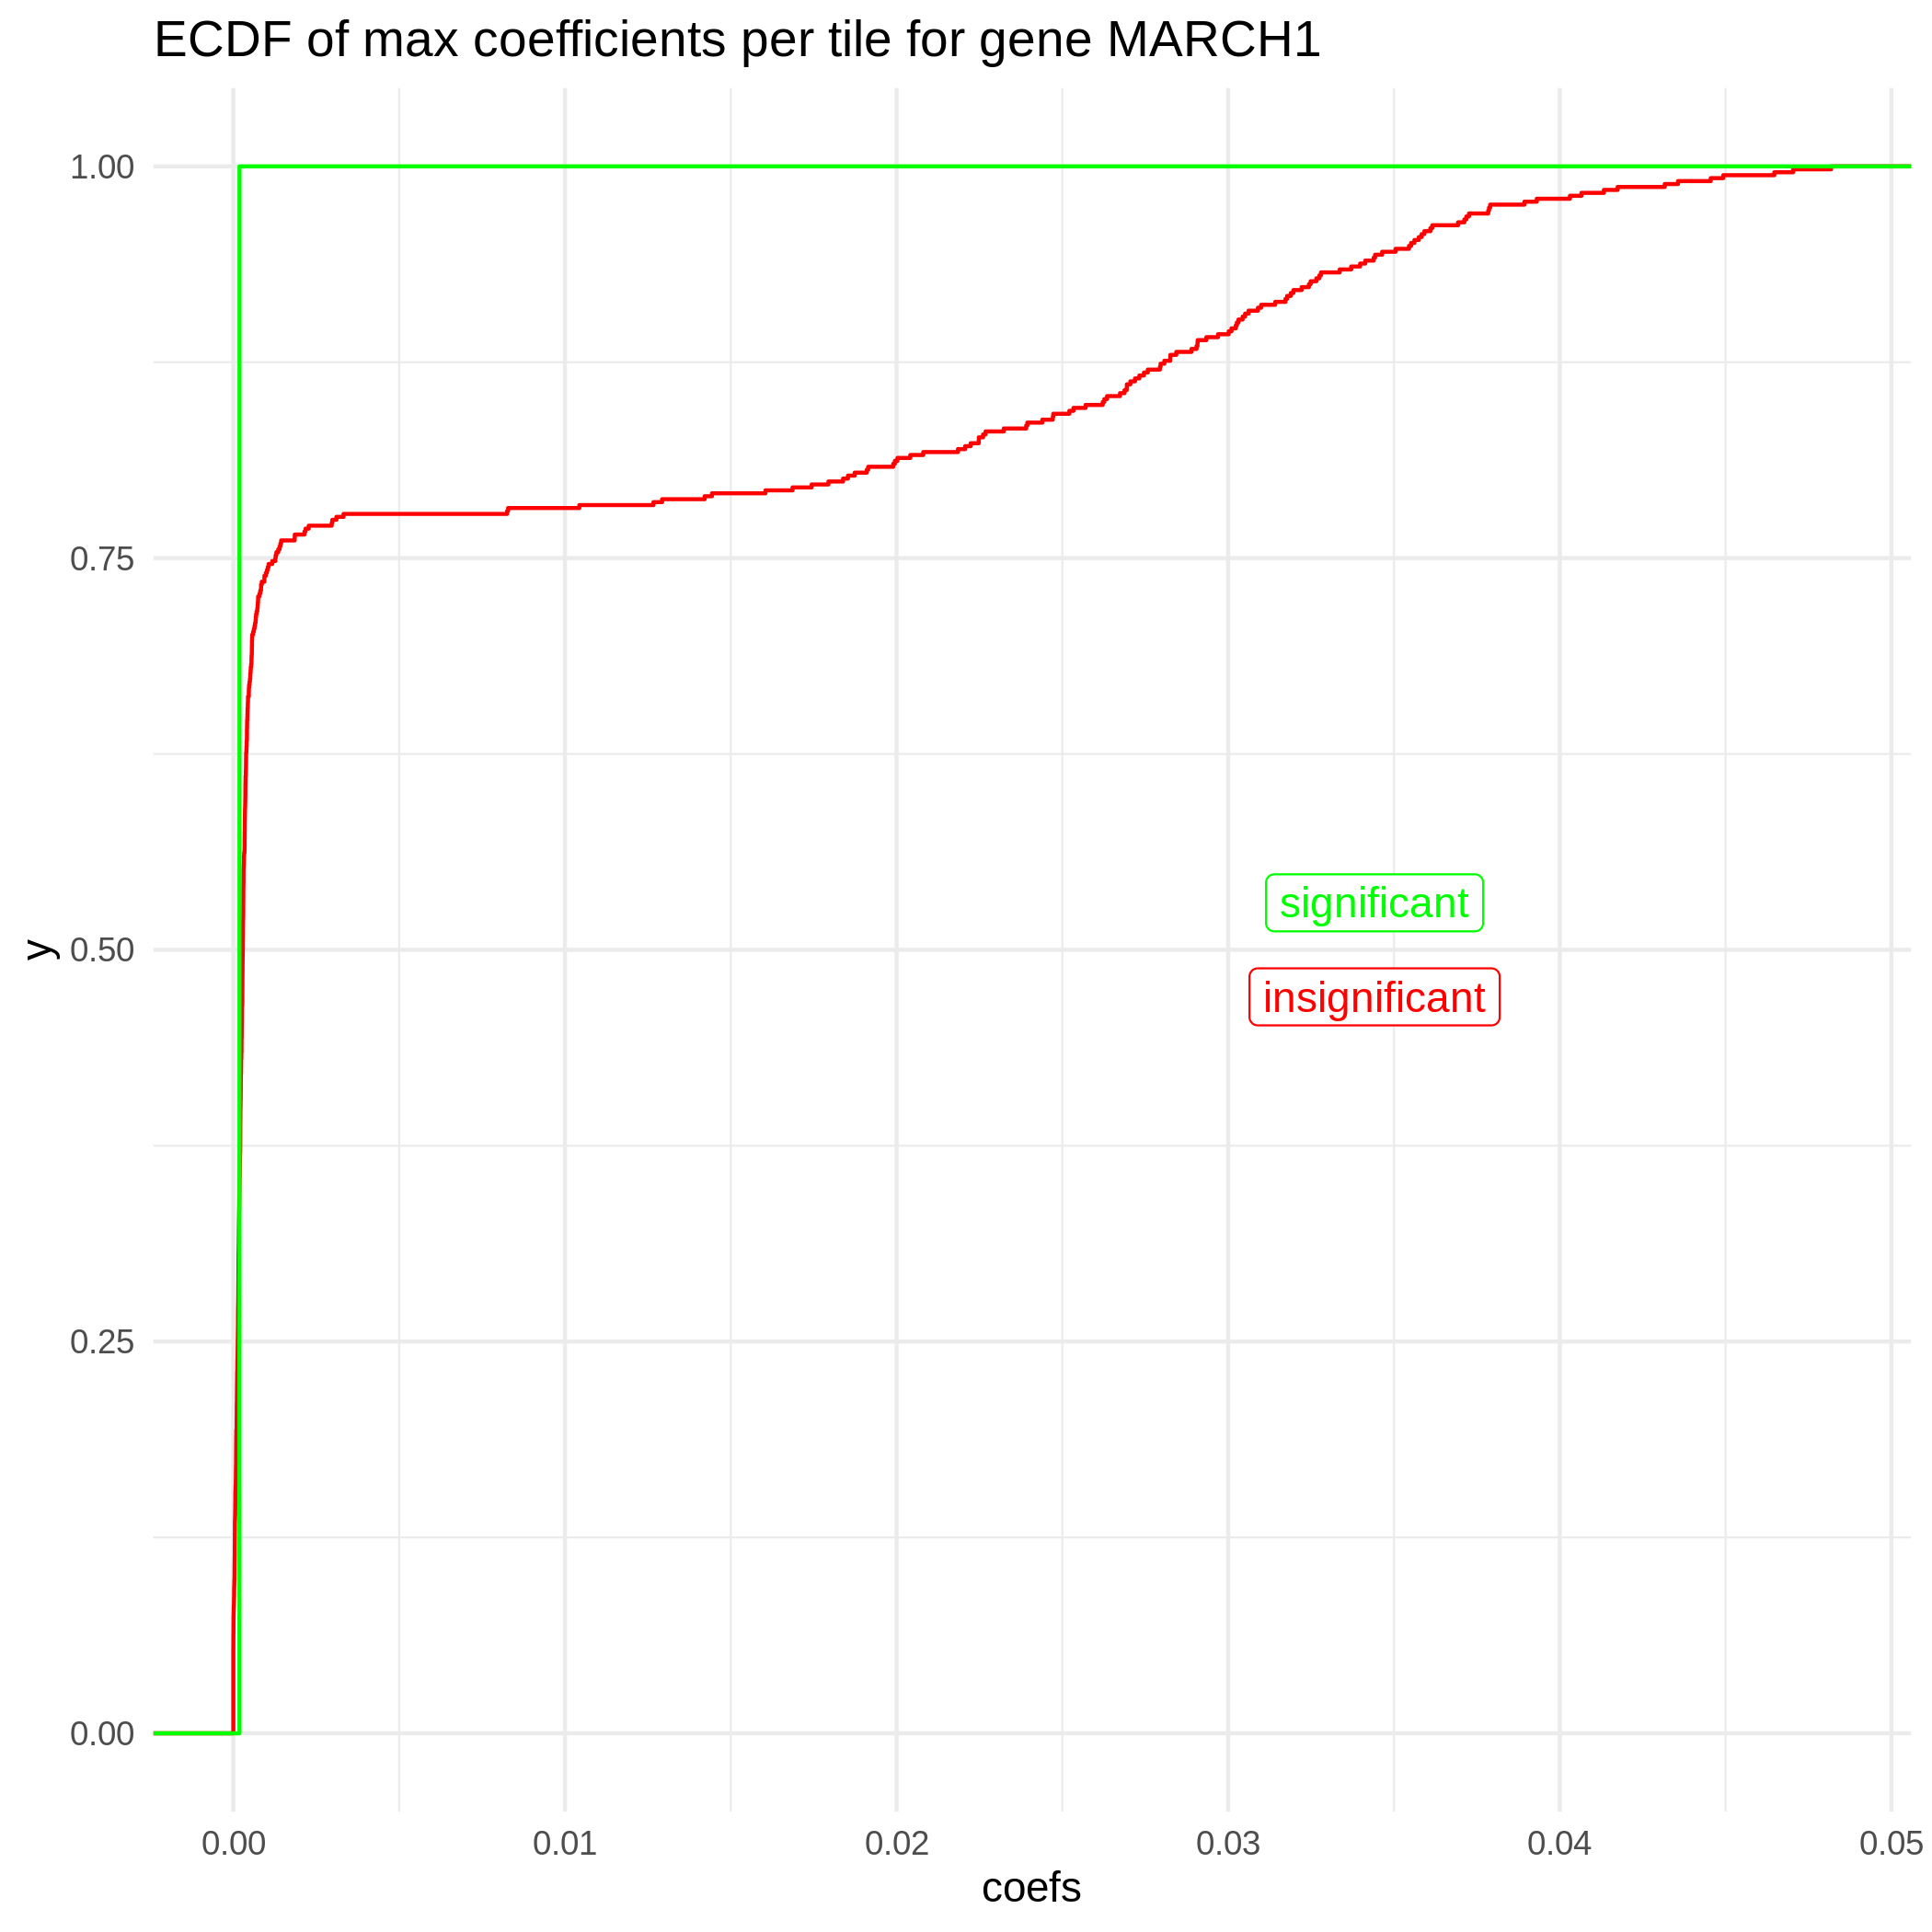 ECDF of max coefficients per tile for gene MARCH1
1.00
0.75
0.50
0.25
0.00
y
significant
insignificant
0.00 0.01 0.02 0.03 0.04 0.05
coefs